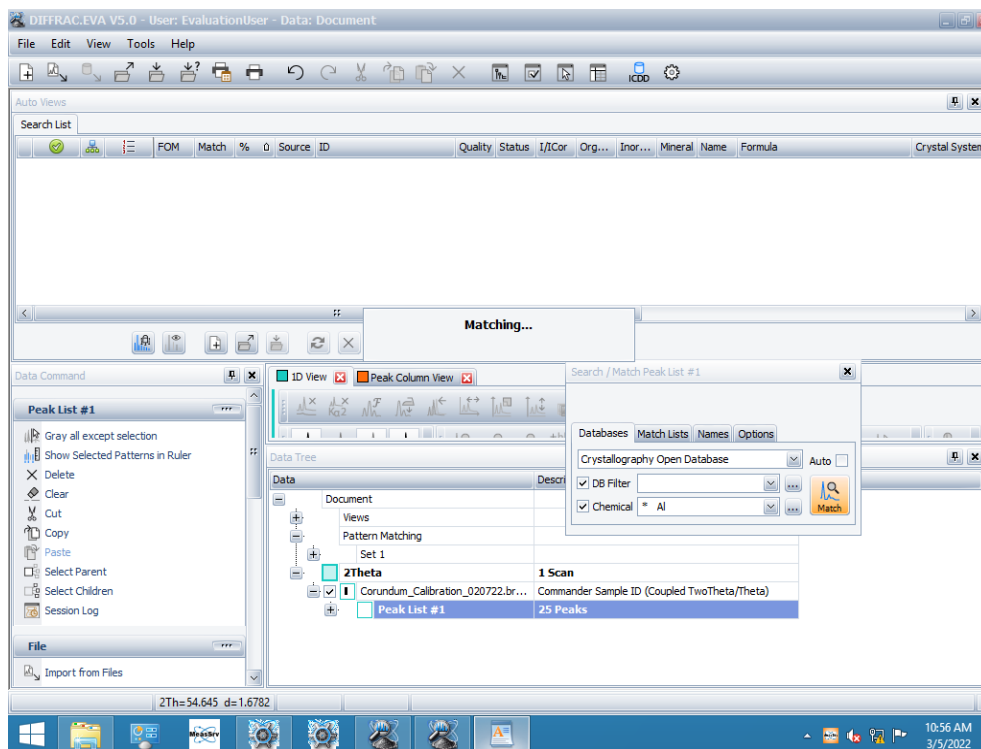 DIFFRAC.EVA V5.0 - User: EvaluationUser - Data: Document
File Edit View Tools Help
ICDD
Auto Views
Search List
FOM Match % Source ID Quality Status I/ICor Org... Inor... Mineral Name Formula Crystal System
Matching...
Data Command
Peak List #1
Gray all except selection
Show Selected Patterns in Ruler
Delete
Clear
Cut
Copy
Paste
Select Parent
Select Children
Session Log
File
Import from Files
1D View Peak Column View
Kα2
Search / Match Peak List #1
Databases Match Lists Names Options
Crystallography Open Database Auto
DB Filter
Chemical * Al
Match
Data Tree
Data Descri
Document
Views
Pattern Matching
Set 1
2Theta 1 Scan
Corundum_Calibration_020722.br... Commander Sample ID (Coupled TwoTheta/Theta)
Peak List #1 25 Peaks
2Th=54.645 d=1.6782
MeasSrv
10:56 AM
3/5/2022